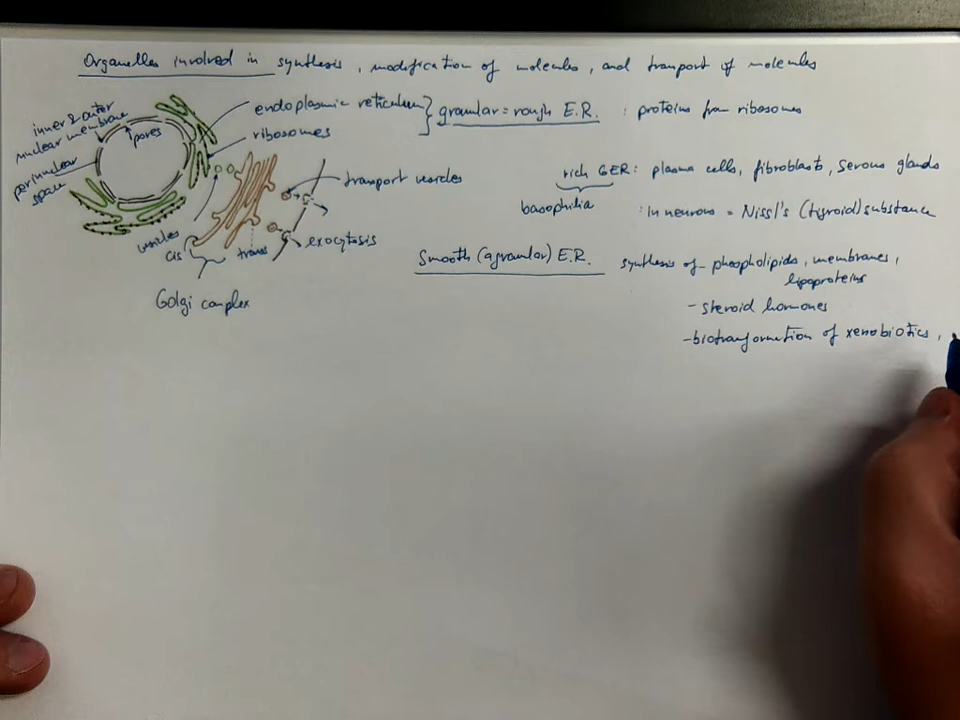 Organelles involved in synthesis, modification of molecules, and transport of molecules
inner & outer
nuclear membrane
pores
perinuclear
space
endoplasmic reticulum } granular = rough E.R. : proteins from ribosomes
ribosomes
transport vesicles
rich GER: plasma cells, fibroblasts, serous glands
basophilia
: in neurons = Nissl's (tigroid) substance
vesicles
cis
trans
exocytosis
Golgi complex
Smooth (agranular) E.R. synthesis of phospholipids, membranes,
lipoproteins
- steroid hormones
- biotransformation of xenobiotics,